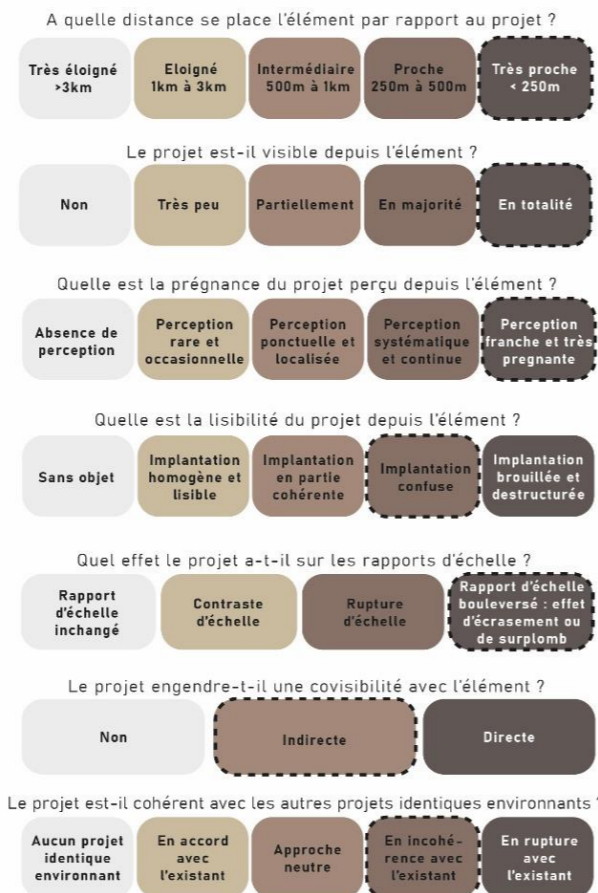 A quelle distance se place l'élément par rapport au projet ?
Très éloigné
>3km
Eloigné
1km à 3km
Intermédiaire
500m à 1km
Proche
250m à 500m
Très proche
< 250m
Le projet est-il visible depuis l'élément ?
Non
Très peu
Partiellement
En majorité
En totalité
Quelle est la prégnance du projet perçu depuis l'élément ?
Absence de
perception
Perception
rare et
occasionnelle
Perception
ponctuelle et
localisée
Perception
systématique
et continue
Perception
franche et très
pregnante
Quelle est la lisibilité du projet depuis l'élément ?
Sans objet
Implantation
homogène et
lisible
Implantation
en partie
cohérente
Implantation
confuse
Implantation
brouillée et
destructurée
Quel effet le projet a-t-il sur les rapports d'échelle ?
Rapport
d'échelle
inchangé
Contraste
d'échelle
Rupture
d'échelle
Rapport d'échelle
bouleversé : effet
d'écrasement ou
de surplomb
Le projet engendre-t-il une covisibilité avec l'élément ?
Non
Indirecte
Directe
Le projet est-il cohérent avec les autres projets identiques environnants ?
Aucun projet
identique
environnant
En accord
avec
l'existant
Approche
neutre
En incohé-
rence avec
l'existant
En rupture
avec
l'existant